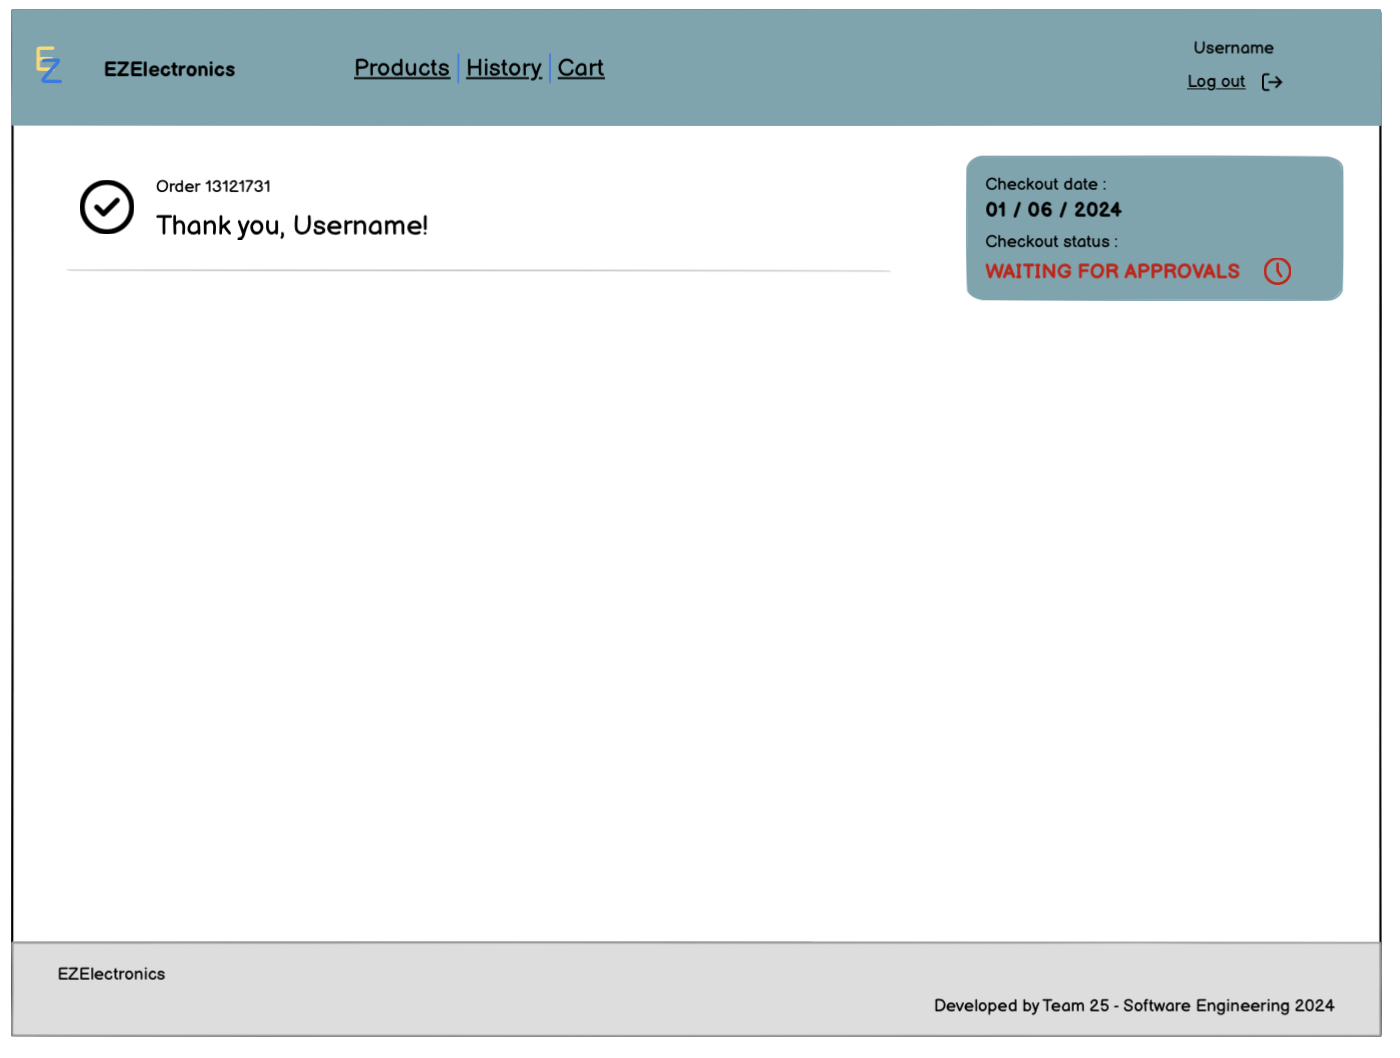 EZ
EZElectronics
Products History Cart
Username
Log out
Order 13121731
Thank you, Username!
Checkout date :
01 / 06 / 2024
Checkout status :
WAITING FOR APPROVALS
EZElectronics
Developed by Team 25 - Software Engineering 2024